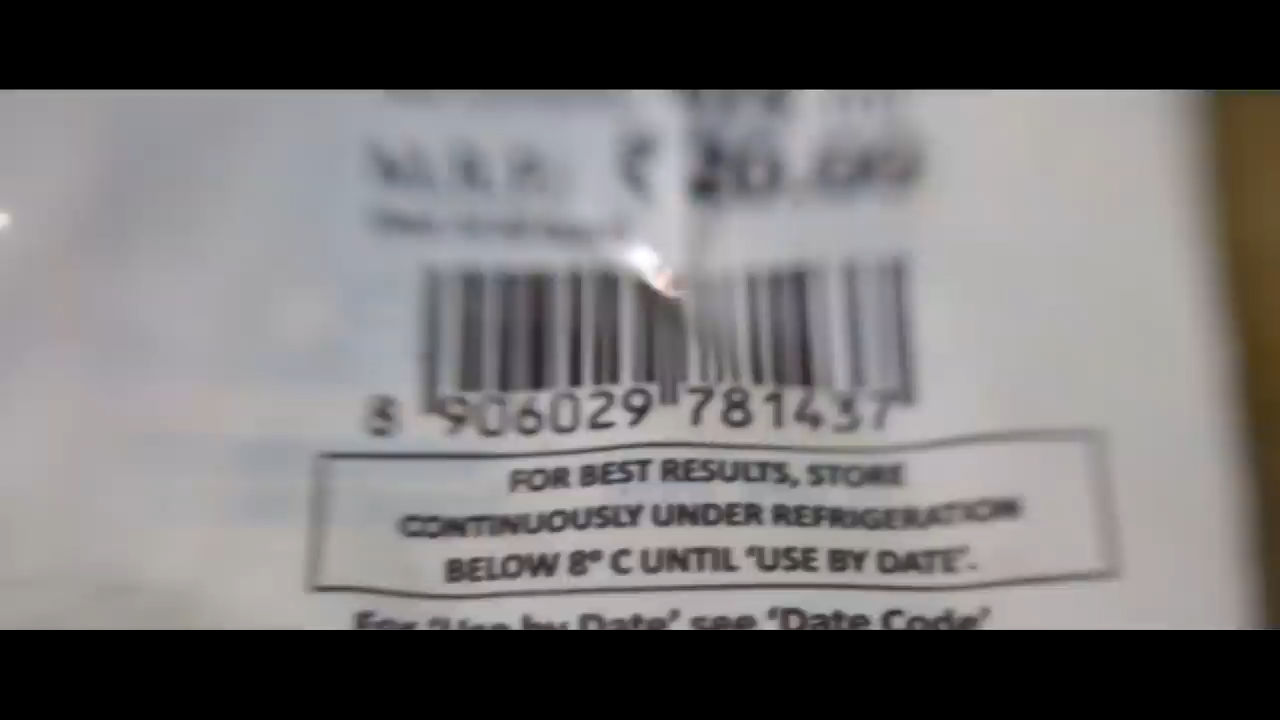 M.R.P.: ₹ 20.00
8 906029 781437
FOR BEST RESULTS, STORE
CONTINUOUSLY UNDER REFRIGERATION
BELOW 8° C UNTIL 'USE BY DATE'.
For 'Use by Date' see 'Date Code'